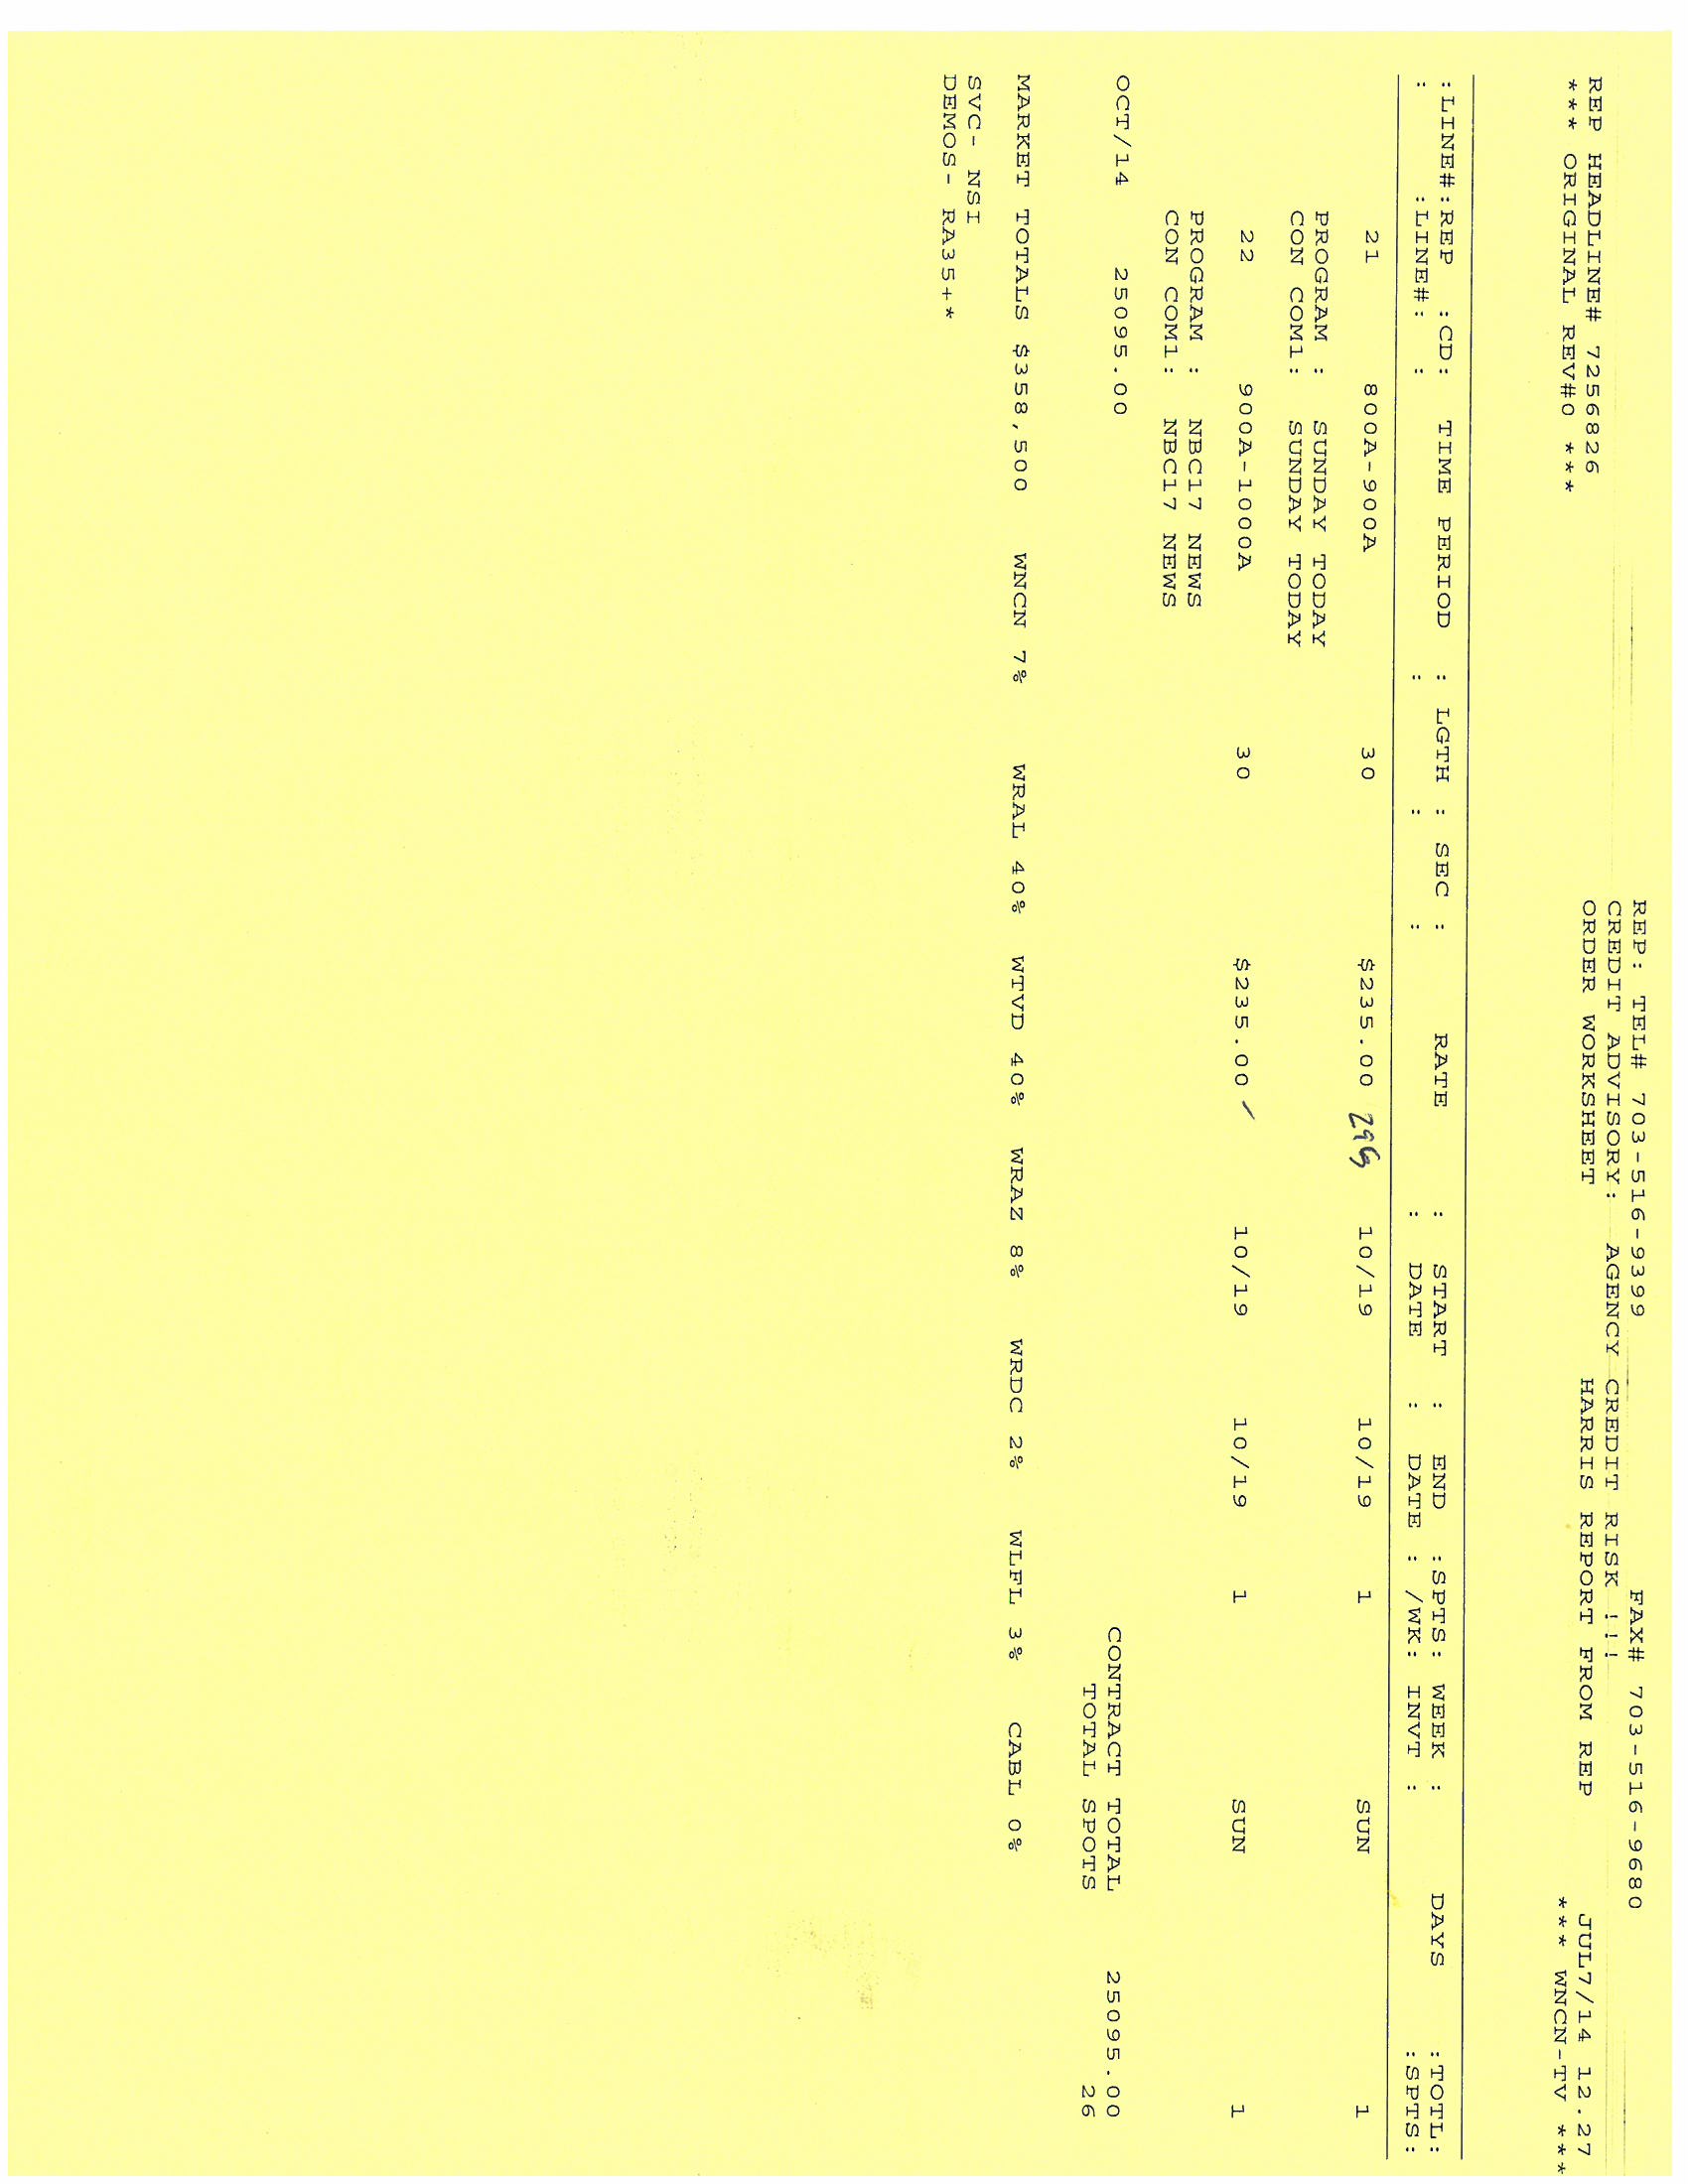 REP: TEL# 703-516-9399 FAX# 703-516-9680
CREDIT ADVISORY: AGENCY CREDIT RISK !!!
REP HEADLINE# 7256826 ORDER WORKSHEET HARRIS REPORT FROM REP JUL7/14 12.27
*** ORIGINAL REV#0 *** *** WNCN-TV ***
:LINE#:REP :CD: TIME PERIOD : LGTH : SEC : RATE : START : END :SPTS: WEEK : DAYS :TOTL:
: :LINE#: : : : : : DATE : DATE : /WK: INVT : :SPTS:
21 800A-900A 30 $235.00 295 10/19 10/19 1 SUN 1
PROGRAM : SUNDAY TODAY
CON COM1: SUNDAY TODAY
22 900A-1000A 30 $235.00 ✓ 10/19 10/19 1 SUN 1
PROGRAM : NBC17 NEWS
CON COM1: NBC17 NEWS
OCT/14 25095.00 CONTRACT TOTAL 25095.00
TOTAL SPOTS 26
MARKET TOTALS $358,500 WNCN 7% WRAL 40% WTVD 40% WRAZ 8% WRDC 2% WLFL 3% CABL 0%
SVC- NSI
DEMOS- RA35+*